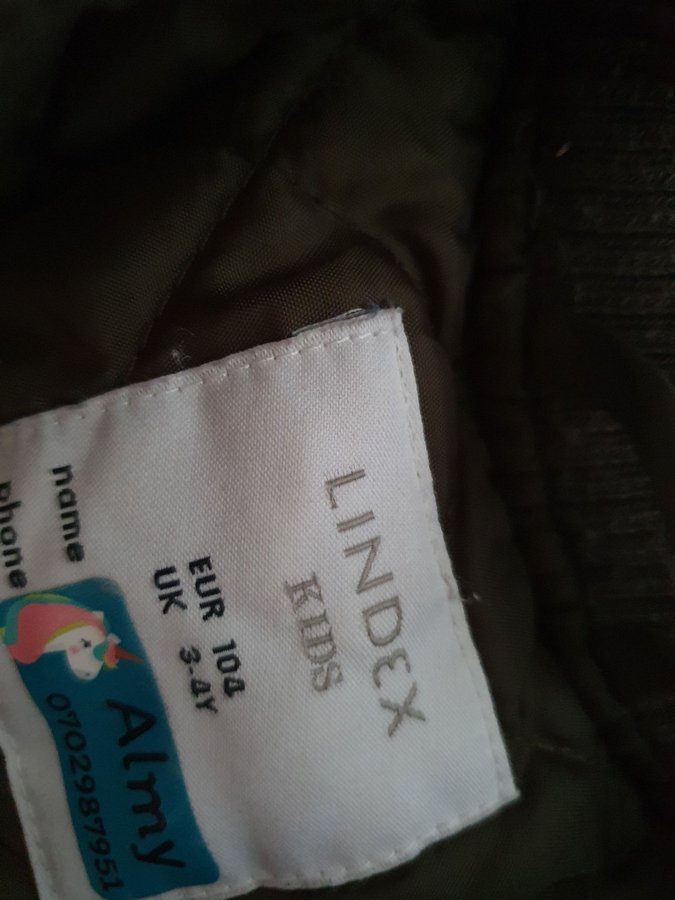 LINDEX
KIDS
EUR 104
UK 3-4Y
name
phone
Almy
0702987951